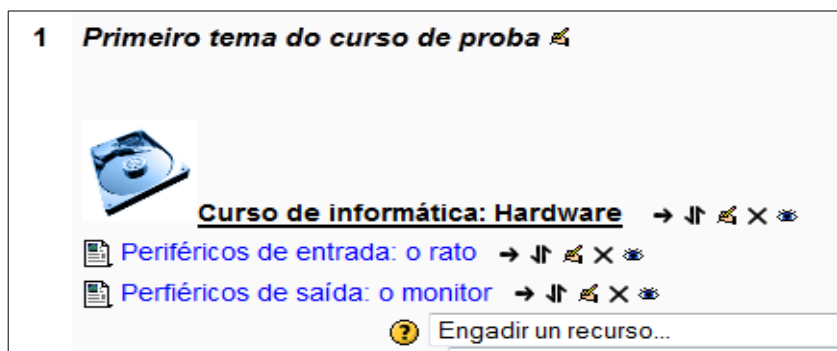 1 Primeiro tema do curso de proba
Curso de informática: Hardware
Periféricos de entrada: o rato
Perfiéricos de saída: o monitor
? Engadir un recurso...